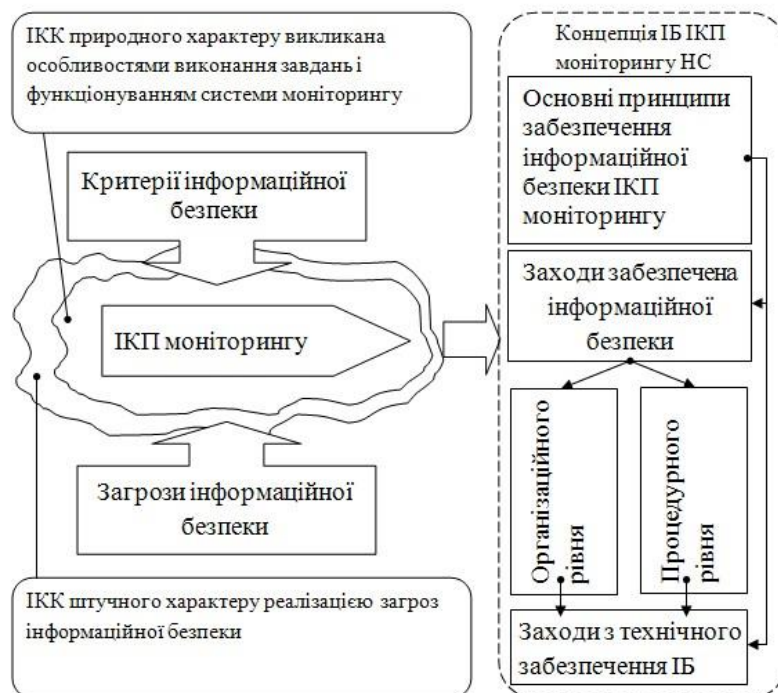 ІКК природного характеру викликана
особливостями виконання завдань і
функціонуванням системи моніторингу
Критерії інформаційної
безпеки
ІКП моніторингу
Загрози інформаційної
безпеки
ІКК штучного характеру реалізацією загроз
інформаційної безпеки
Концепція ІБ ІКП
моніторингу НС
Основні принципи
забезпечення
інформаційної
безпеки ІКП
моніторингу
Заходи забезпечена
інформаційної
безпеки
Організаційного
рівня
Процедурного
рівня
Заходи з технічного
забезпечення ІБ